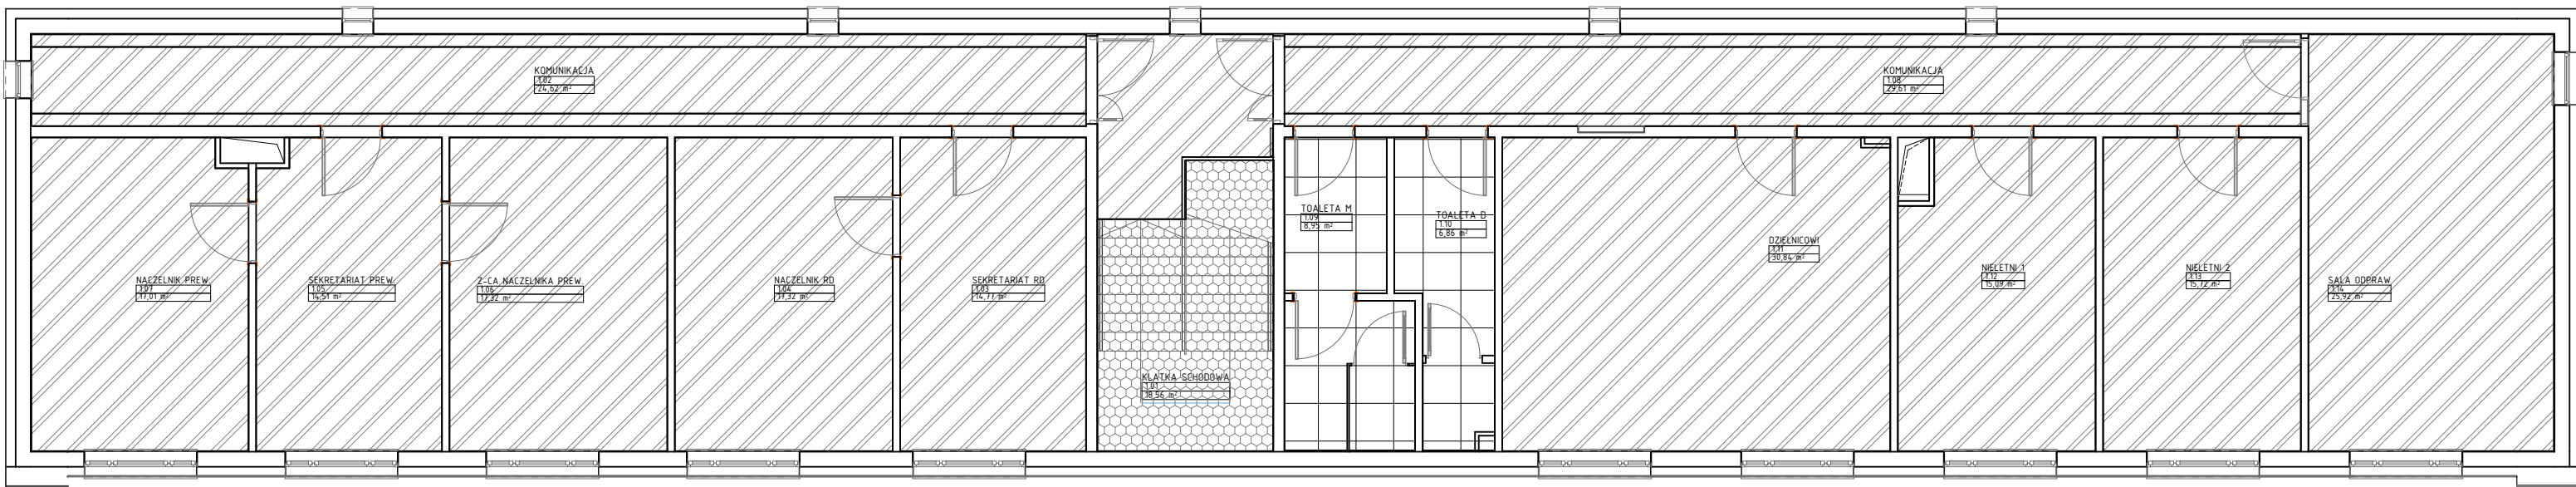 KOMUNIKACJA
1.02
24,62 m²
KOMUNIKACJA
1.08
29,61 m²
NACZELNIK PREW.
1.07
17,01 m²
SEKRETARIAT PREW.
1.05
14,51 m²
Z-CA NACZELNIKA PREW.
1.06
17,32 m²
NACZELNIK RD
1.04
17,32 m²
SEKRETARIAT RD
1.03
14,77 m²
KLATKA SCHODOWA
1.01
18,56 m²
TOALETA M
1.09
8,95 m²
TOALETA D
1.10
6,86 m²
DZIELNICOWI
1.11
30,84 m²
NIELETNI 1
1.12
15,09 m²
NIELETNI 2
1.13
15,72 m²
SALA ODPRAW
1.14
25,92 m²